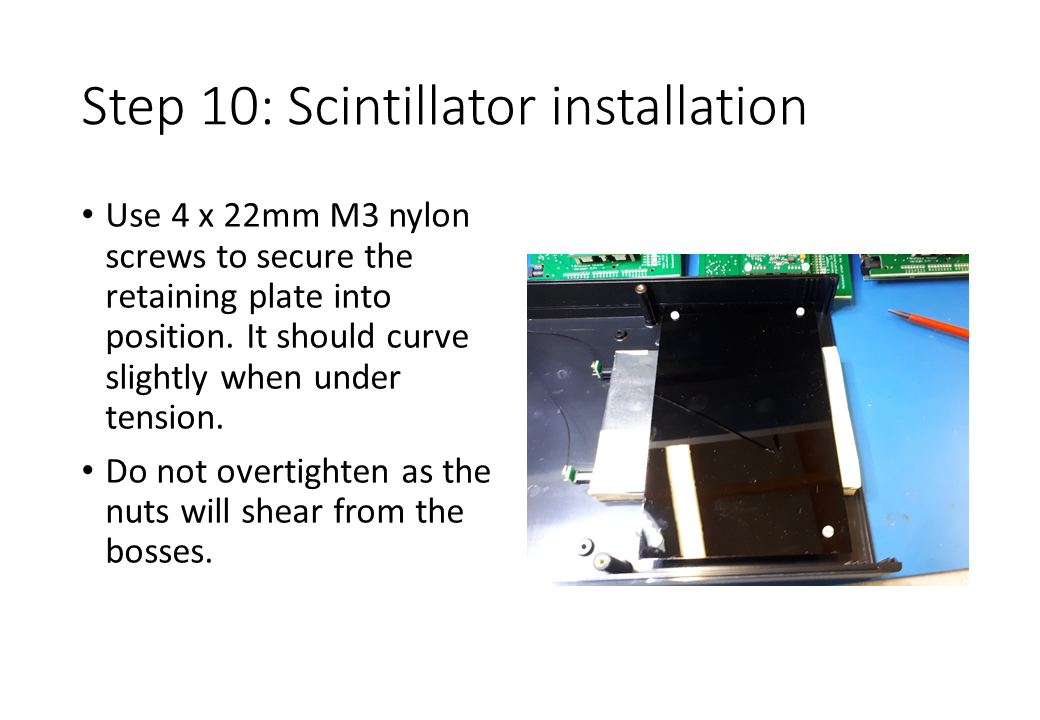 Step 10: Scintillator installation
• Use 4 x 22mm M3 nylon
screws to secure the
retaining plate into
position. It should curve
slightly when under
tension.
• Do not overtighten as the
nuts will shear from the
bosses.